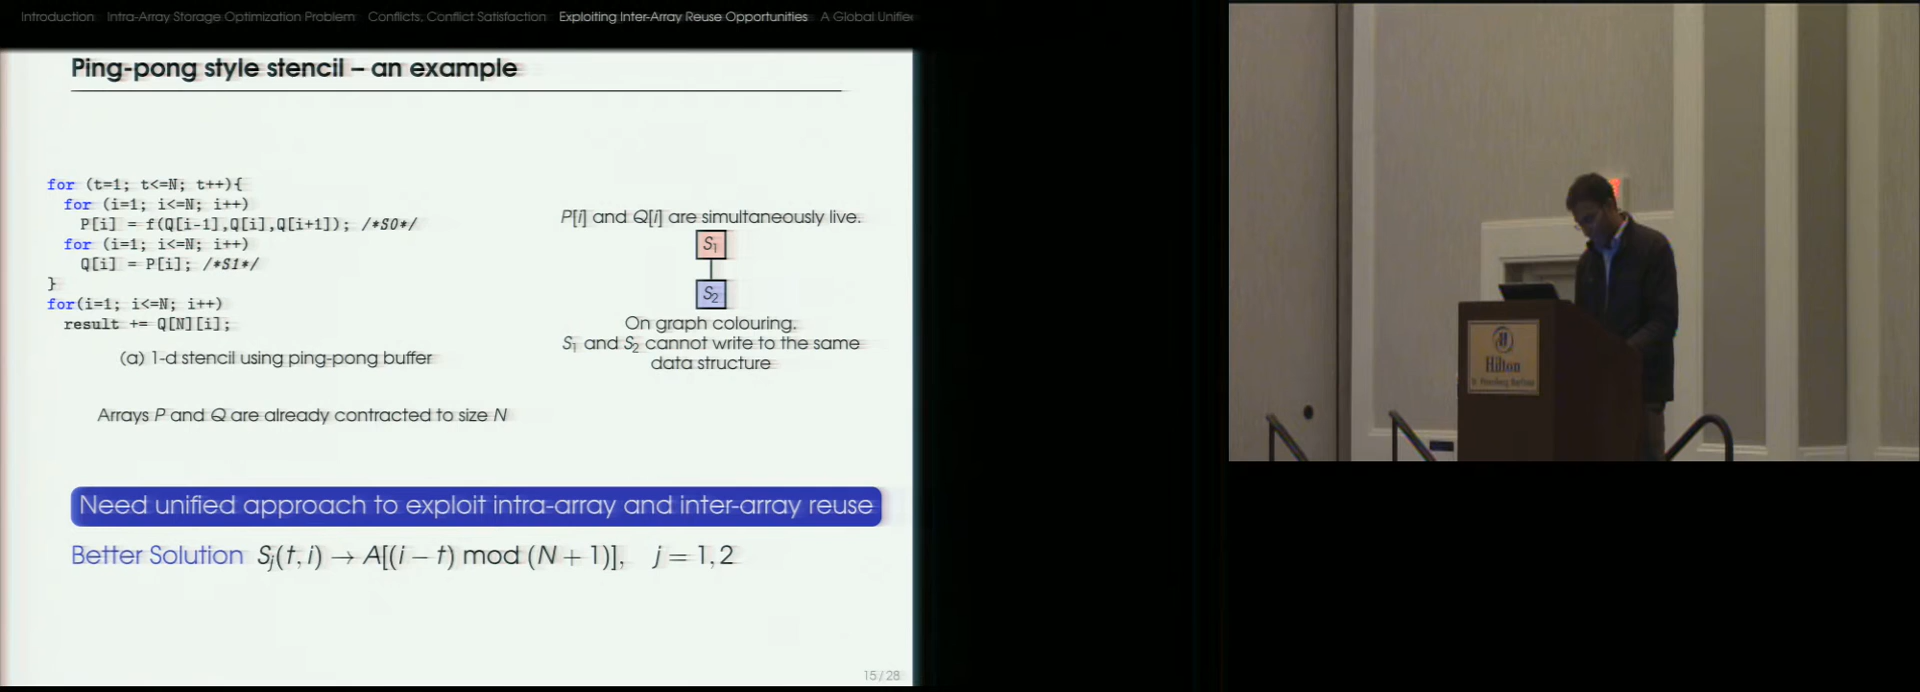 Introduction Intra-Array Storage Optimization Problem Conflicts, Conflict Satisfaction Exploiting Inter-Array Reuse Opportunities A Global Unifie
Ping-pong style stencil – an example
for (t=1; t<=N; t++){
for (i=1; i<=N; i++)
P[i] = f(Q[i-1],Q[i],Q[i+1]); /*S0*/
for (i=1; i<=N; i++)
Q[i] = P[i]; /*S1*/
}
for(i=1; i<=N; i++)
result += Q[N][i];
(a) 1-d stencil using ping-pong buffer
Arrays P and Q are already contracted to size N
P[i] and Q[i] are simultaneously live.
S₁
S₂
On graph colouring.
S₁ and S₂ cannot write to the same
data structure
Need unified approach to exploit intra-array and inter-array reuse
Better Solution Sⱼ(t, i) → A[(i − t) mod (N + 1)], j = 1, 2
15/28
Hilton